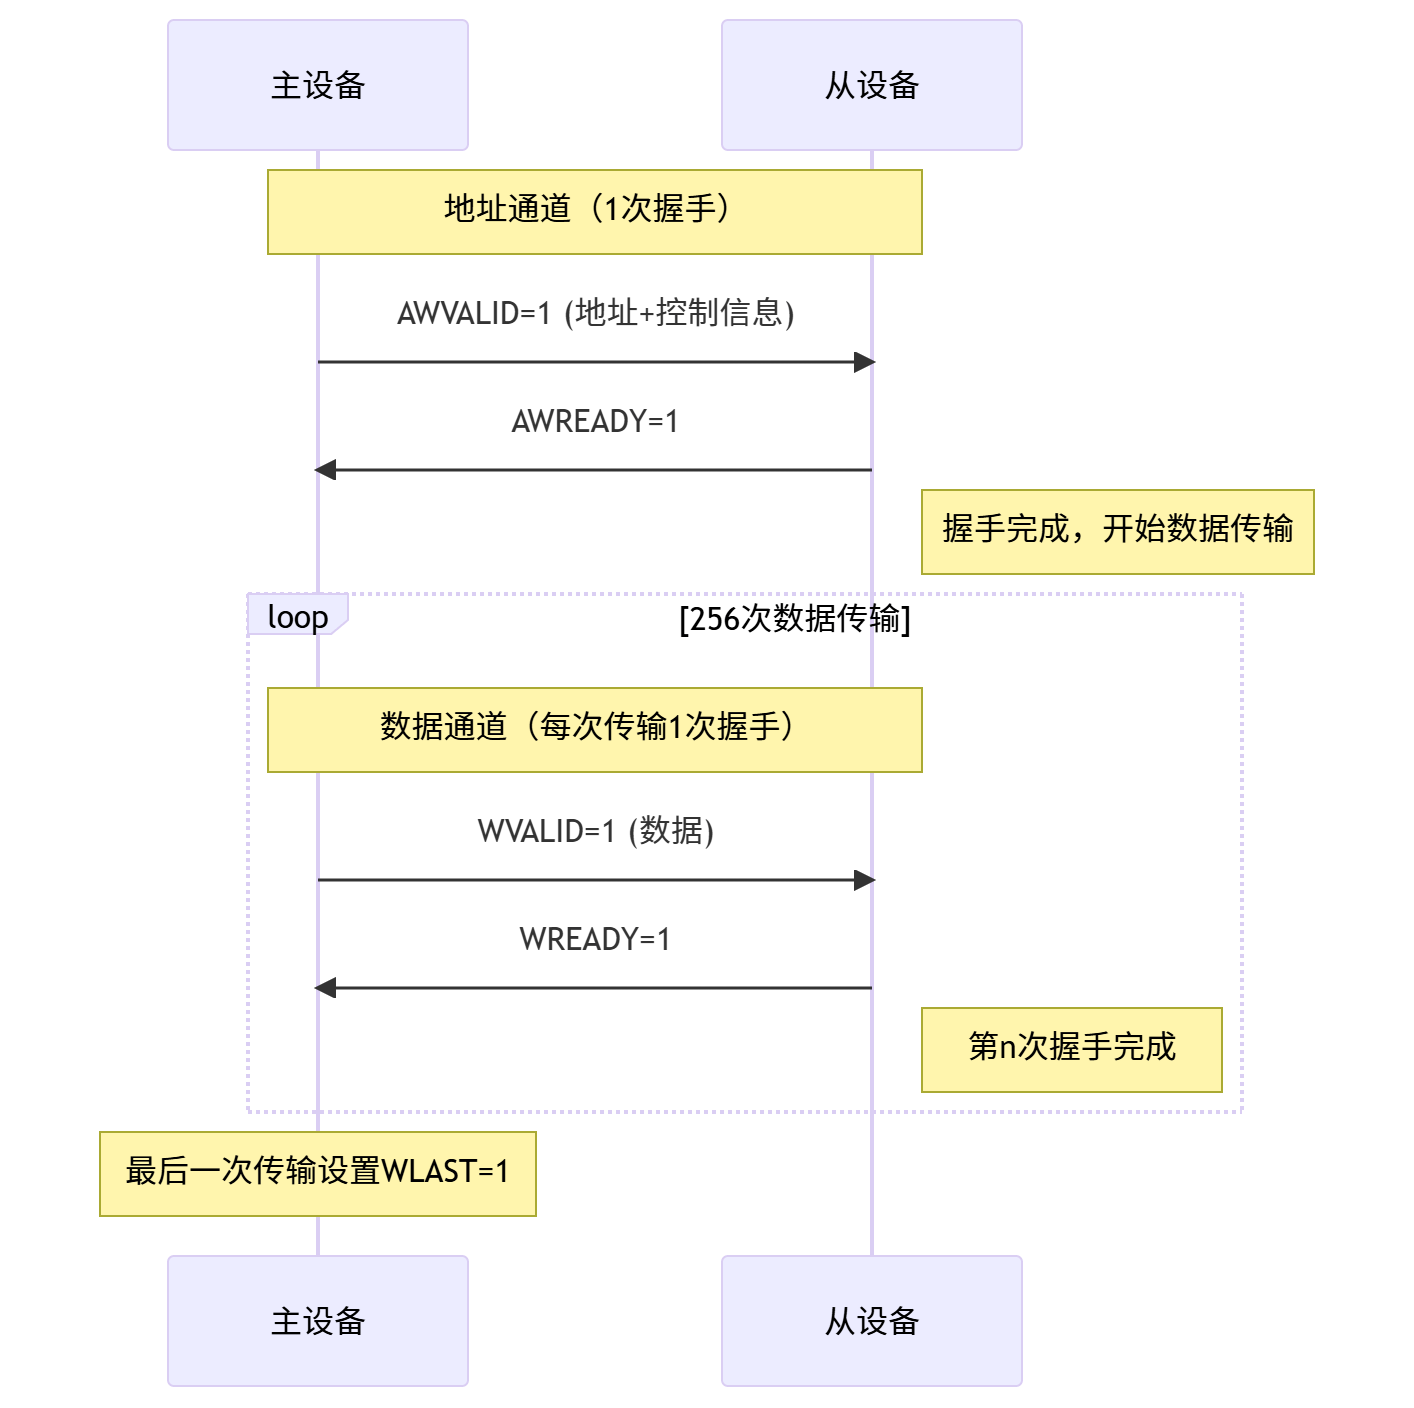 主设备
从设备
地址通道（1次握手）
AWVALID=1 (地址+控制信息)
AWREADY=1
握手完成，开始数据传输
loop
[256次数据传输]
数据通道（每次传输1次握手）
WVALID=1 (数据)
WREADY=1
第n次握手完成
最后一次传输设置WLAST=1
主设备
从设备